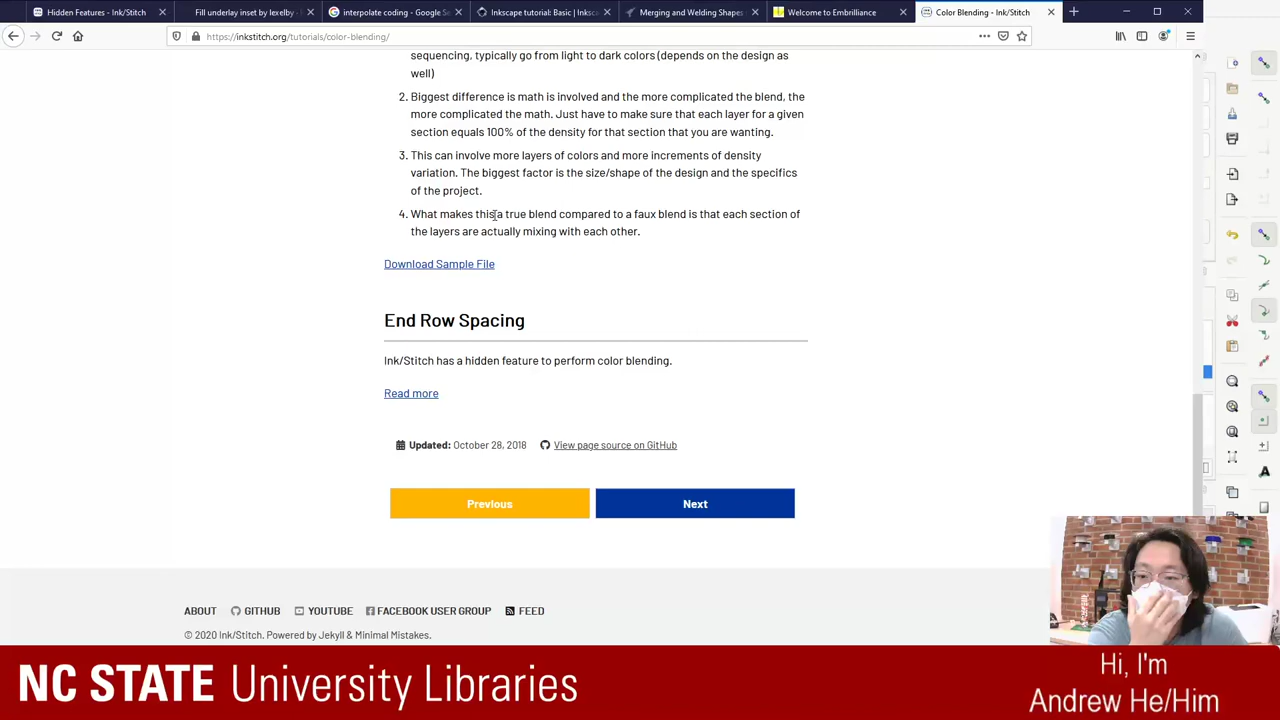 Hidden Features - Ink/Stitch
Fill underlay inset by lexelby ·
interpolate coding - Google Se
Inkscape tutorial: Basic | Inksc
Merging and Welding Shapes
Welcome to Embrilliance
Color Blending - Ink/Stitch
https://inkstitch.org/tutorials/color-blending/
sequencing, typically go from light to dark colors (depends on the design as
well)
2. Biggest difference is math is involved and the more complicated the blend, the
more complicated the math. Just have to make sure that each layer for a given
section equals 100% of the density for that section that you are wanting.
3. This can involve more layers of colors and more increments of density
variation. The biggest factor is the size/shape of the design and the specifics
of the project.
4. What makes this a true blend compared to a faux blend is that each section of
the layers are actually mixing with each other.
Download Sample File
End Row Spacing
Ink/Stitch has a hidden feature to perform color blending.
Read more
Updated: October 28, 2018 View page source on GitHub
Previous Next
ABOUT GITHUB YOUTUBE FACEBOOK USER GROUP FEED
© 2020 Ink/Stitch. Powered by Jekyll & Minimal Mistakes.
NC STATE University Libraries
Hi, I'm
Andrew He/Him